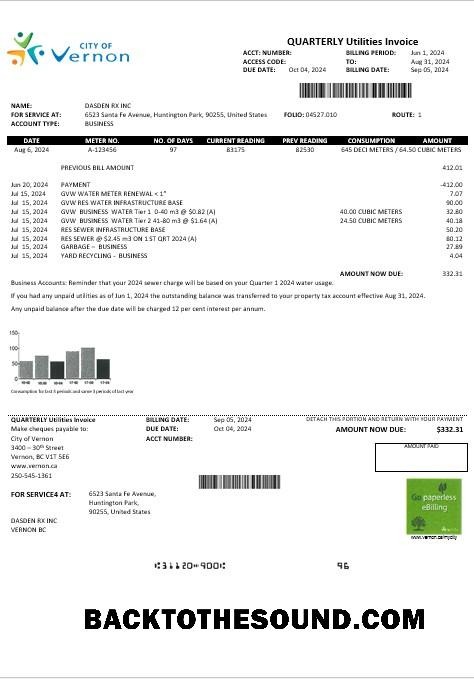 CITY OF
Vernon
QUARTERLY Utilities Invoice
ACCT. NUMBER: BILLING PERIOD: Jun 1, 2024
ACCESS CODE: TO: Aug 31, 2024
DUE DATE: Oct 04, 2024 BILLING DATE: Sep 05, 2024
NAME: DASDEN RX INC
FOR SERVICE AT: 6523 Santa Fe Avenue, Huntington Park, 90255, United States FOLIO: 04527.010 ROUTE: 1
ACCOUNT TYPE: BUSINESS
DATE METER NO. NO. OF DAYS CURRENT READING PREV READING CONSUMPTION AMOUNT
Aug 6, 2024 A-123456 97 83175 82530 645 DECI METERS / 64.50 CUBIC METERS
PREVIOUS BILL AMOUNT 412.01
Jun 20, 2024 PAYMENT -412.00
Jul 15, 2024 GVW WATER METER RENEWAL < 1" 7.07
Jul 15, 2024 GVW RES WATER INFRASTRUCTURE BASE 90.00
Jul 15, 2024 GVW BUSINESS WATER Tier 1 0-40 m3 @ $0.82 (A) 40.00 CUBIC METERS 32.80
Jul 15, 2024 GVW BUSINESS WATER Tier 2 41-80 m3 @ $1.64 (A) 24.50 CUBIC METERS 40.18
Jul 15, 2024 RES SEWER INFRASTRUCTURE BASE 50.20
Jul 15, 2024 RES SEWER @ $2.45 m3 ON 1ST QRT 2024 (A) 80.12
Jul 15, 2024 GARBAGE – BUSINESS 27.89
Jul 15, 2024 YARD RECYCLING - BUSINESS 4.04
AMOUNT NOW DUE: 332.31
Business Accounts: Reminder that your 2024 sewer charge will be based on your Quarter 1 2024 water usage.
If you had any unpaid utilities as of Jun 1, 2024 the outstanding balance was transferred to your property tax account effective Aug 31, 2024.
Any unpaid balance after the due date will be charged 12 per cent interest per annum.
150
100
50
0
Consumption for last 3 periods and same 3 periods of last year
QUARTERLY Utilities Invoice BILLING DATE: Sep 05, 2024 DETACH THIS PORTION AND RETURN WITH YOUR PAYMENT
Make cheques payable to: DUE DATE: Oct 04, 2024 AMOUNT NOW DUE: $332.31
City of Vernon ACCT NUMBER:
3400 – 30th Street
Vernon, BC V1T 5E6
www.vernon.ca
250-545-1361
AMOUNT PAID
FOR SERVICE4 AT: 6523 Santa Fe Avenue,
Huntington Park,
90255, United States
DASDEN RX INC
VERNON BC
Go paperless
eBilling
www.vernon.ca/mycity
⑆31120⑉900⑆ 96
BACKTOTHESOUND.COM